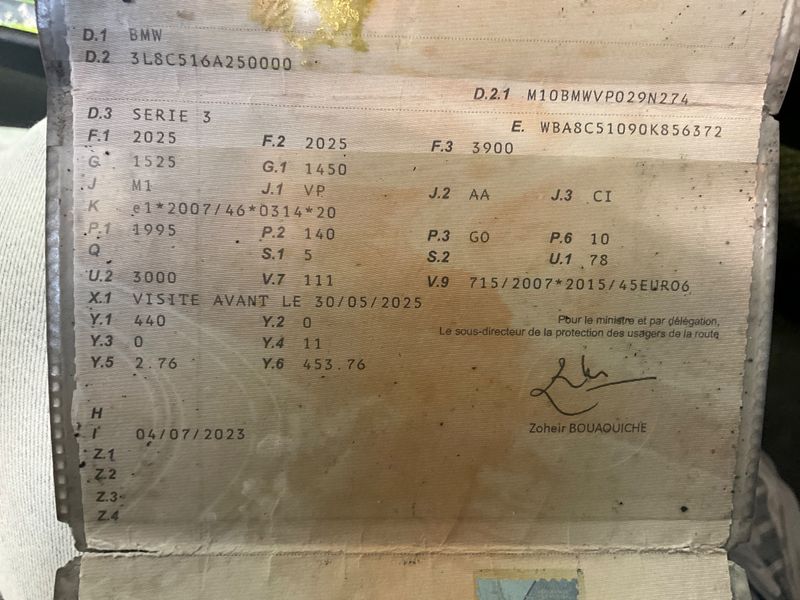 D.1 BMW
D.2 3L8C516A250000
D.2.1 M10BMWVP029N274
D.3 SERIE 3
E. WBA8C51090K856372
F.1 2025 F.2 2025 F.3 3900
G 1525 G.1 1450
J M1 J.1 VP J.2 AA J.3 CI
K e1*2007/46*0314*20
P.1 1995 P.2 140 P.3 GO P.6 10
Q S.1 5 S.2 U.1 78
U.2 3000 V.7 111 V.9 715/2007*2015/45EURO6
X.1 VISITE AVANT LE 30/05/2025
Y.1 440 Y.2 0
Pour le ministre et par délégation,
Le sous-directeur de la protection des usagers de la route
Y.3 0 Y.4 11
Y.5 2.76 Y.6 453.76
H
Zoheir BOUAOUICHE
I 04/07/2023
Z.1
Z.2
Z.3
Z.4